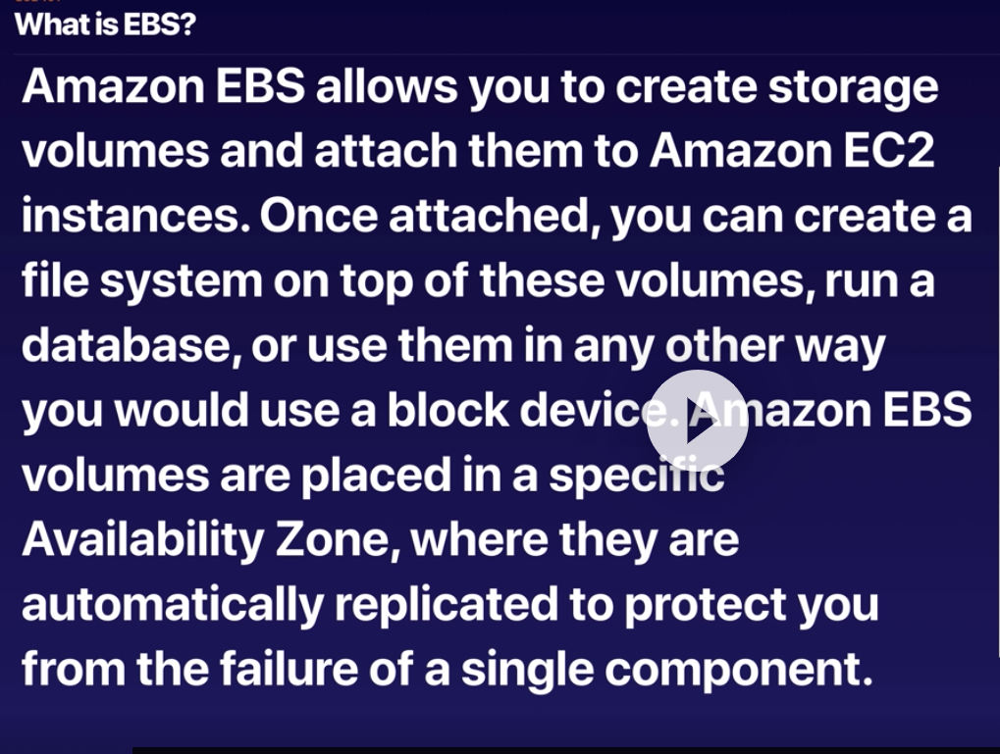 What is EBS?
Amazon EBS allows you to create storage
volumes and attach them to Amazon EC2
instances. Once attached, you can create a
file system on top of these volumes, run a
database, or use them in any other way
you would use a block device. Amazon EBS
volumes are placed in a specific
Availability Zone, where they are
automatically replicated to protect you
from the failure of a single component.